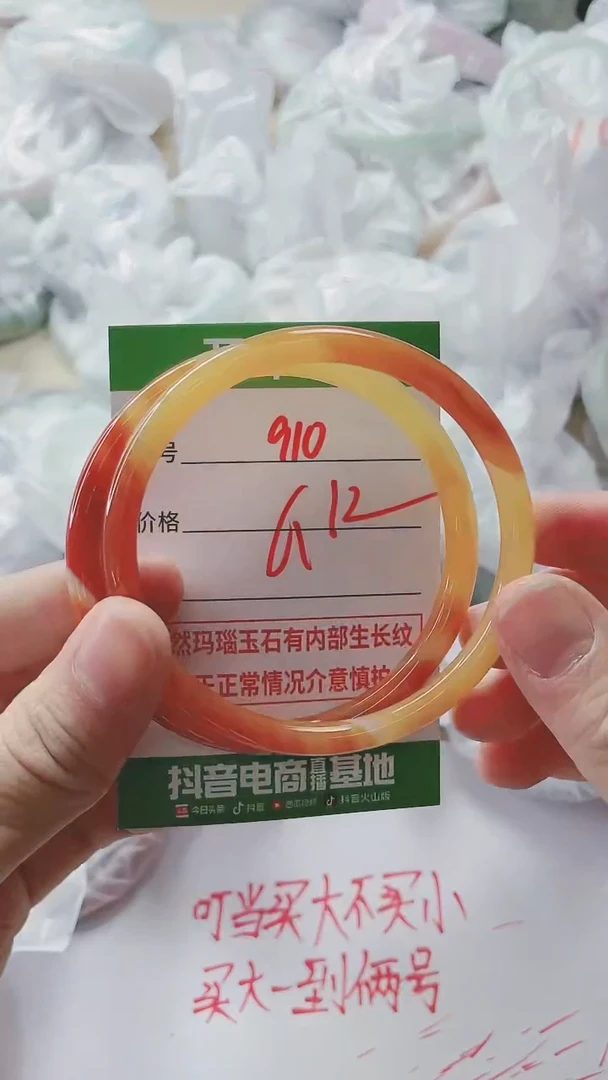 号 910
价格 612
然玛瑙玉石有内部生长纹
于正常情况介意慎拍
抖音电商直播基地
今日头条 抖音 西瓜视频 抖音火山版
叮当买大不买小
买大一到俩号